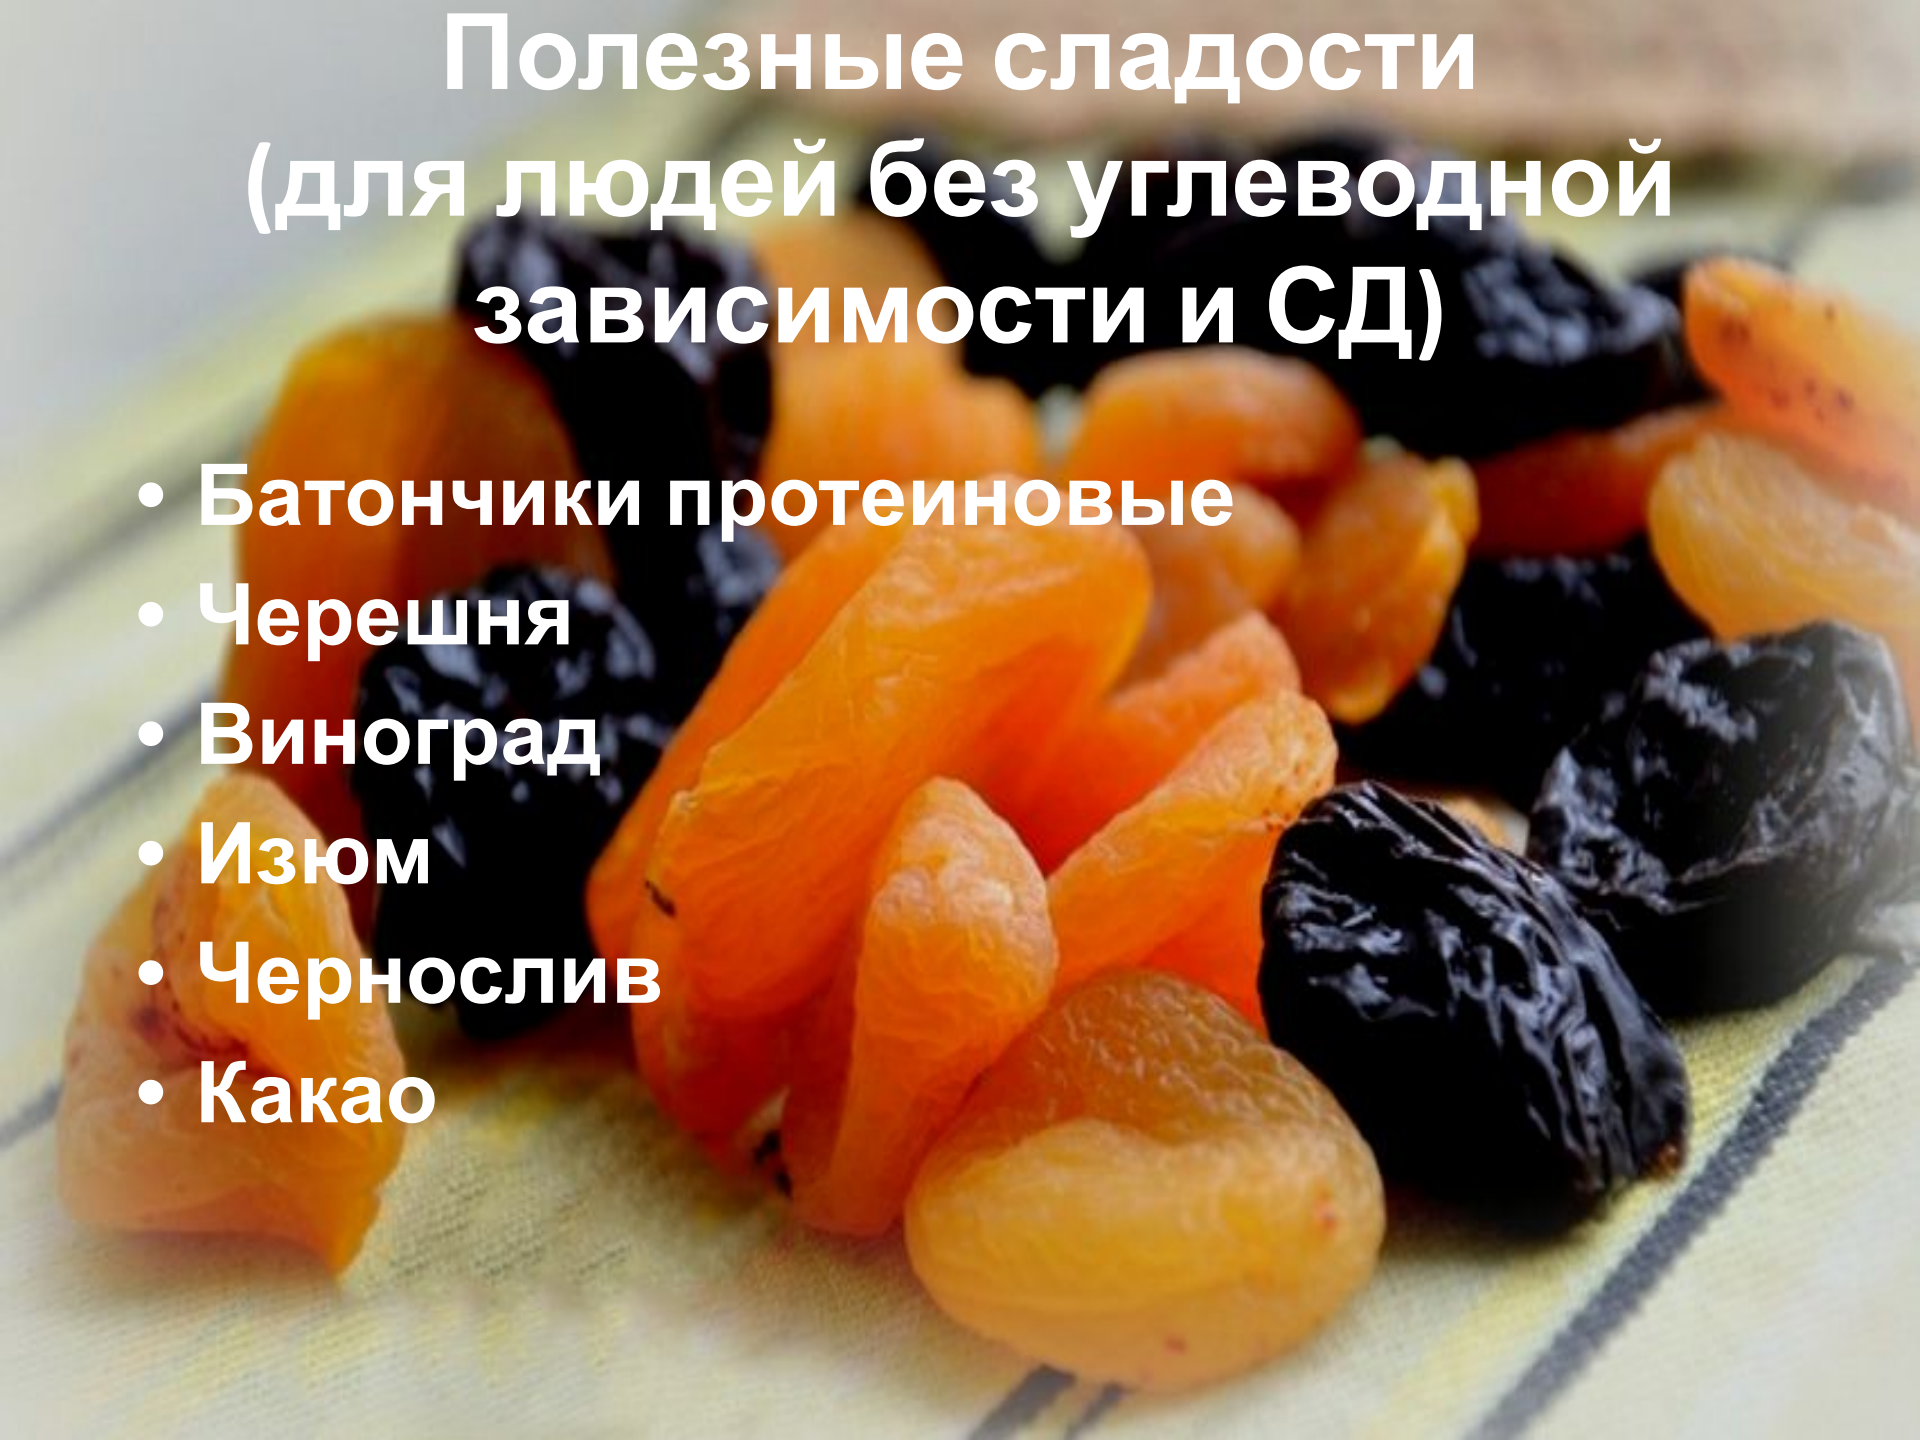 Полезные сладости
(для людей без углеводной
зависимости и СД)
• Батончики протеиновые
• Черешня
• Виноград
• Изюм
• Чернослив
• Какао